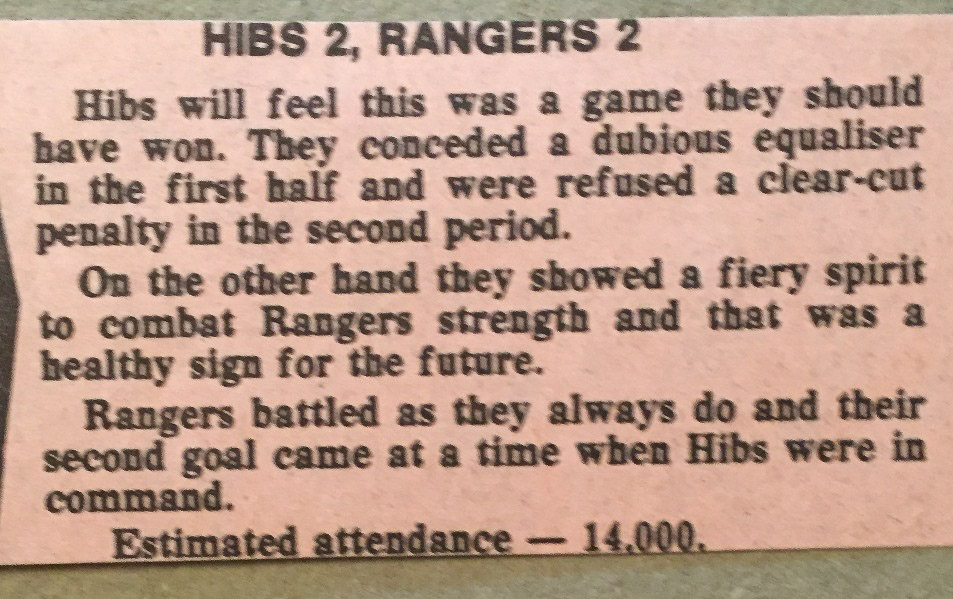 HIBS 2, RANGERS 2
Hibs will feel this was a game they should
have won. They conceded a dubious equaliser
in the first half and were refused a clear-cut
penalty in the second period.
On the other hand they showed a fiery spirit
to combat Rangers strength and that was a
healthy sign for the future.
Rangers battled as they always do and their
second goal came at a time when Hibs were in
command.
Estimated attendance — 14,000.